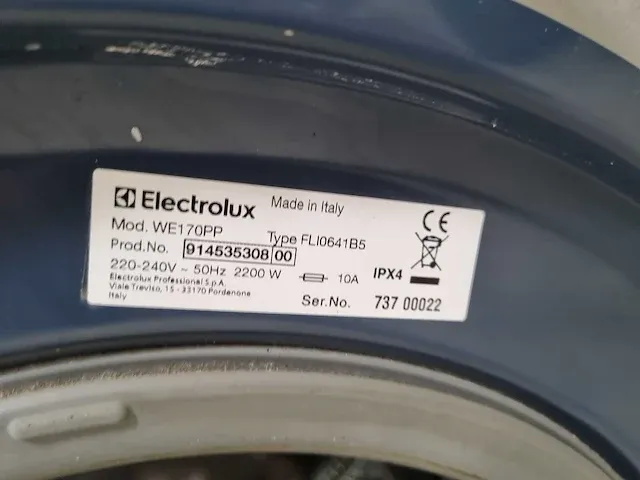 Electrolux Made in Italy
CE
Mod. WE170PP Type FLI0641B5
Prod.No. 914535308 00
220-240V ~ 50Hz 2200 W 10A IPX4
Electrolux Professional S.p.A.
Viale Treviso, 15 - 33170 Pordenone
Italy
Ser.No. 737 00022